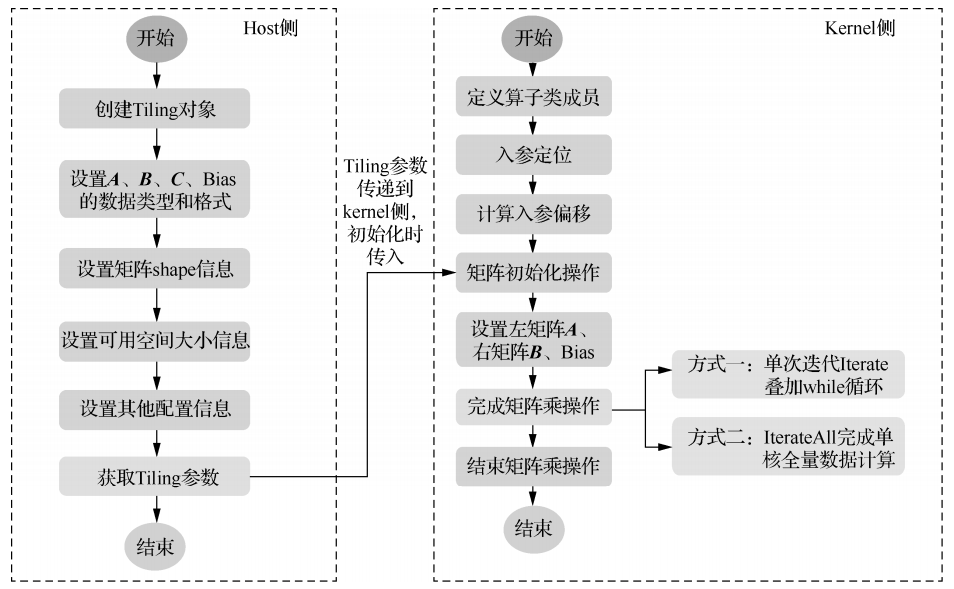 Host侧
开始
创建Tiling对象
设置A、B、C、Bias
的数据类型和格式
设置矩阵shape信息
设置可用空间大小信息
设置其他配置信息
获取Tiling参数
结束
Tiling参数
传递到
kernel侧，
初始化时
传入
Kernel侧
开始
定义算子类成员
入参定位
计算入参偏移
矩阵初始化操作
设置左矩阵A、
右矩阵B、Bias
完成矩阵乘操作
结束矩阵乘操作
结束
方式一：单次迭代Iterate
叠加while循环
方式二：IterateAll完成单
核全量数据计算